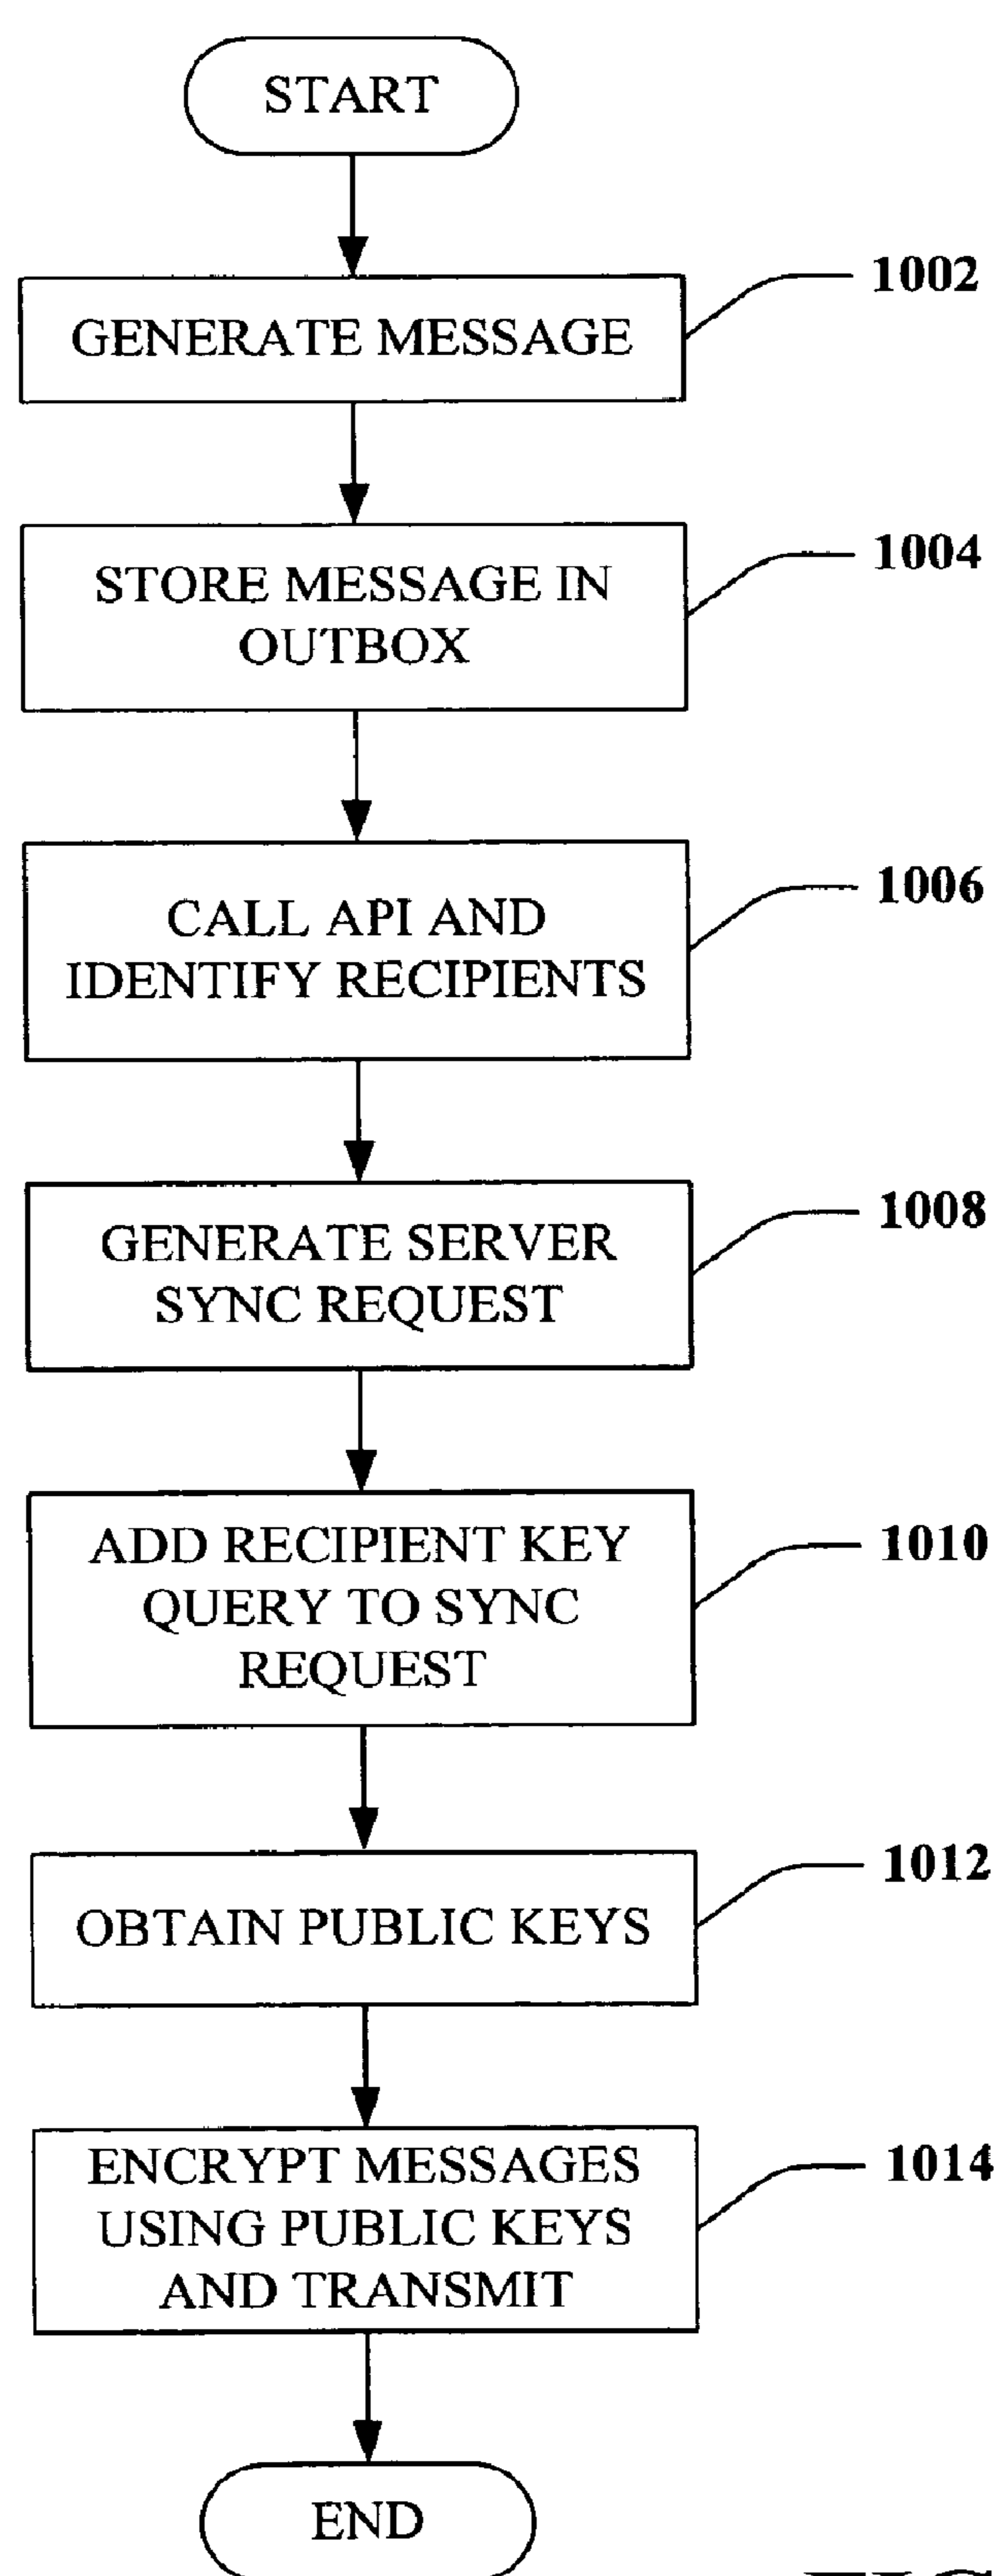 START
GENERATE MESSAGE
1002
STORE MESSAGE IN
OUTBOX
1004
CALL API AND
IDENTIFY RECIPIENTS
1006
GENERATE SERVER
SYNC REQUEST
1008
ADD RECIPIENT KEY
QUERY TO SYNC
REQUEST
1010
OBTAIN PUBLIC KEYS
1012
ENCRYPT MESSAGES
USING PUBLIC KEYS
AND TRANSMIT
1014
END